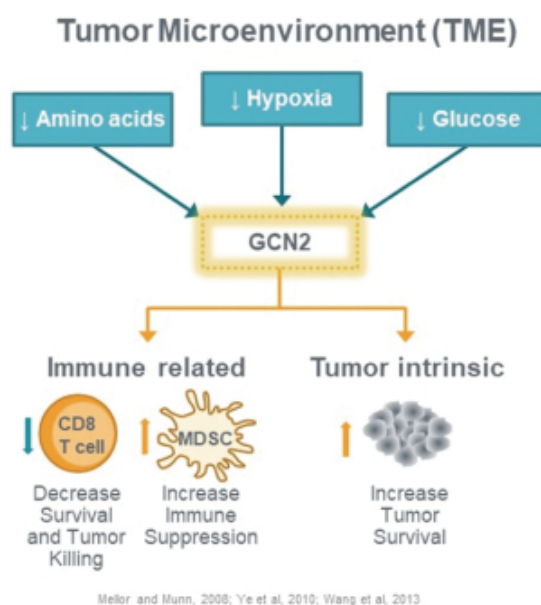 Tumor Microenvironment (TME)
↓ Amino acids
↓ Hypoxia
↓ Glucose
GCN2
Immune related
Tumor intrinsic
CD8
T cell
MDSC
Decrease
Survival
and Tumor
Killing
Increase
Immune
Suppression
Increase
Tumor
Survival
Mellor and Munn, 2008; Ye et al, 2010; Wang et al, 2013